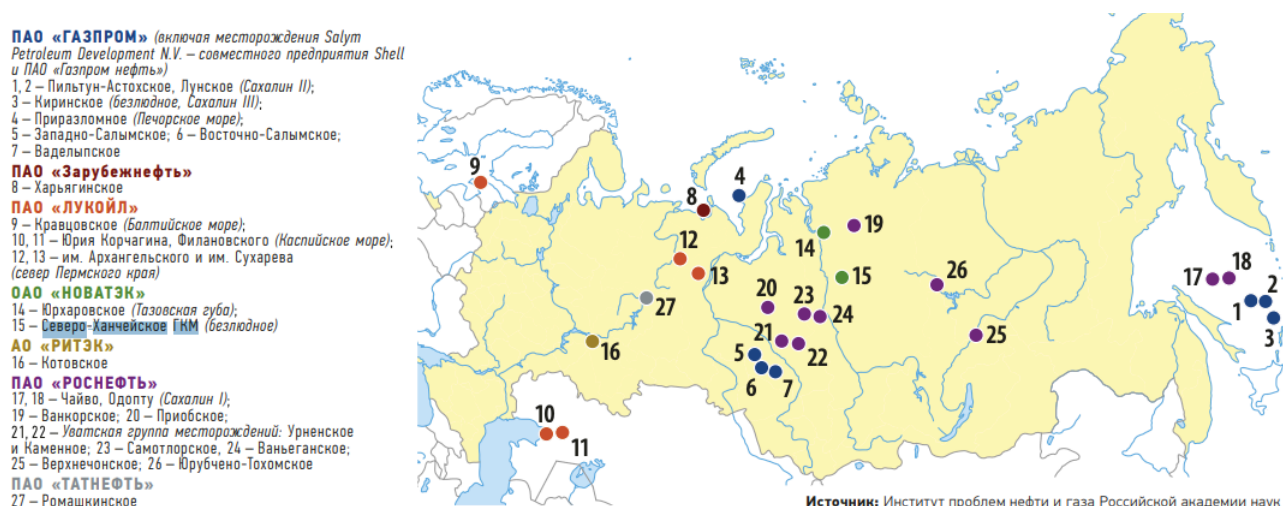 ПАО «ГАЗПРОМ» (включая месторождения Salym
Petroleum Development N.V. – совместного предприятия Shell
и ПАО «Газпром нефть»)
1, 2 – Пильтун-Астохское, Лунское (Сахалин II);
3 – Киринское (безлюдное, Сахалин III);
4 – Приразломное (Печорское море);
5 – Западно-Салымское; 6 – Восточно-Салымское;
7 – Ваделыпское
ПАО «Зарубежнефть»
8 – Харьягинское
ПАО «ЛУКОЙЛ»
9 – Кравцовское (Балтийское море);
10, 11 – Юрия Корчагина, Филановского (Каспийское море);
12, 13 – им. Архангельского и им. Сухарева
(север Пермского края)
ОАО «НОВАТЭК»
14 – Юрхаровское (Тазовская губа);
15 – Северо-Ханчейское ГКМ (безлюдное)
АО «РИТЭК»
16 – Котовское
ПАО «РОСНЕФТЬ»
17, 18 – Чайво, Одопту (Сахалин I);
19 – Ванкорское; 20 – Приобское;
21, 22 – Уватская группа месторождений: Урненское
и Каменное; 23 – Самотлорское, 24 – Ваньеганское;
25 – Верхнечонское; 26 – Юрубчено-Тохомское
ПАО «ТАТНЕФТЬ»
27 – Ромашкинское
9
4
8
19
12
14
13
15
26
17
18
20
23
2
27
24
1
21
25
3
16
5
22
6
7
10
11
Источник: Институт проблем нефти и газа Российской академии наук